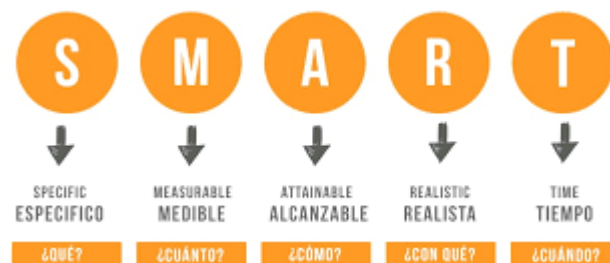 S M A R T
SPECIFIC MEASURABLE ATTAINABLE REALISTIC TIME
ESPECIFICO MEDIBLE ALCANZABLE REALISTA TIEMPO
¿QUÉ? ¿CUÁNTO? ¿CÓMO? ¿CON QUÉ? ¿CUÁNDO?